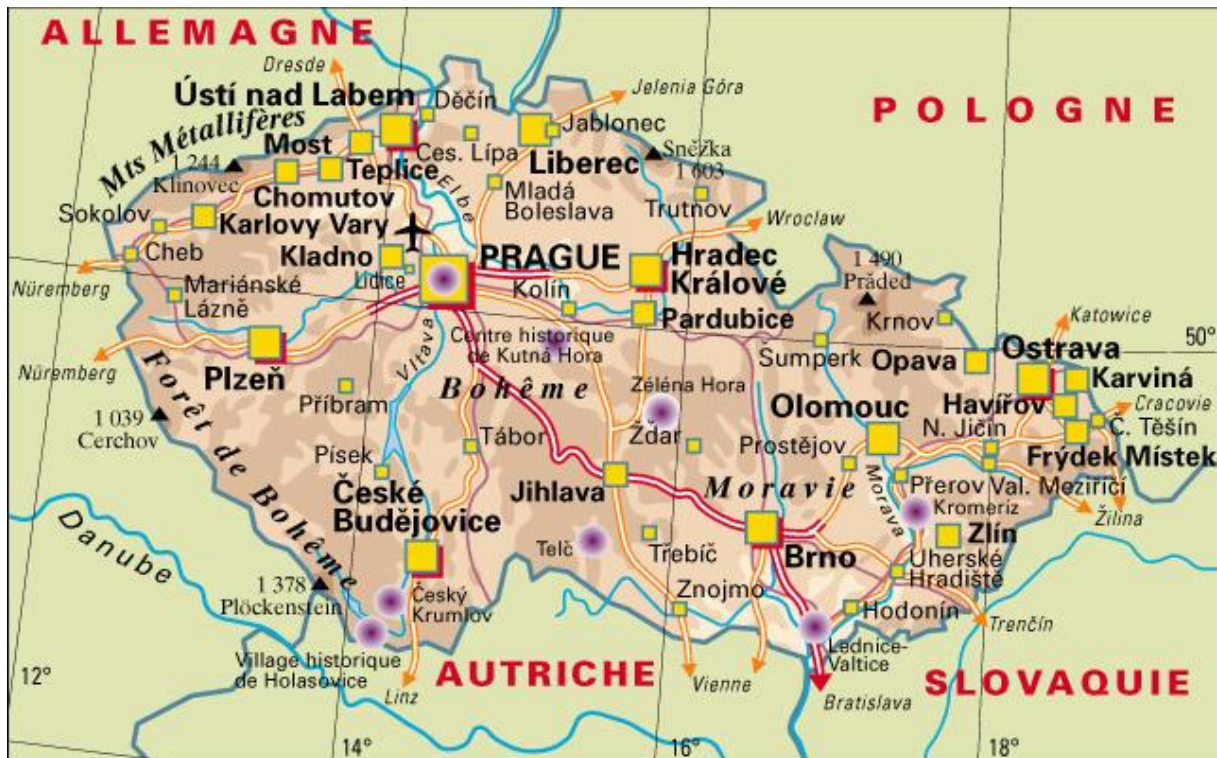 ALLEMAGNE
Dresde
Ústí nad Labem
Děčín
Jelenia Góra
POLOGNE
Mts Métallifères
Most
Jablonec
Ces. Lípa
Liberec
Sněžka
1 603
1 244
Klinovec
Teplice
Elbe
Mladá
Boleslava
Trutnov
Chomutov
Sokolov
Karlovy Vary
Wroclaw
Cheb
Kladno
PRAGUE
Hradec
Králové
1 490
Präded
Lidice
Kolín
Nüremberg
Mariánské
Lázně
Pardubice
Krnov
Katowice
50°
Centre historique
de Kutná Hora
Šumperk
Opava
Ostrava
Vltava
Nüremberg
Plzeň
Karviná
Bohême
Zéléna Hora
Příbram
Olomouc
Havířov
Cracovie
1 039
Cerchov
Forêt de Bohême
Tábor
Žďar
Prostějov
N. Jičín
Č. Těšín
Písek
Frýdek Místek
České
Budějovice
Jihlava
Moravie
Morava
Přerov
Val. Meziričí
Kromeriz
Žilina
Danube
Telč
Třebíč
Brno
Zlín
Uherské
Hradiště
1 378
Plöckenstein
Český
Krumlov
Znojmo
Hodonín
Trenčín
Village historique
de Holasovice
Lednice-
Valtice
12°
AUTRICHE
SLOVAQUIE
Linz
Vienne
Bratislava
14°
16°
18°